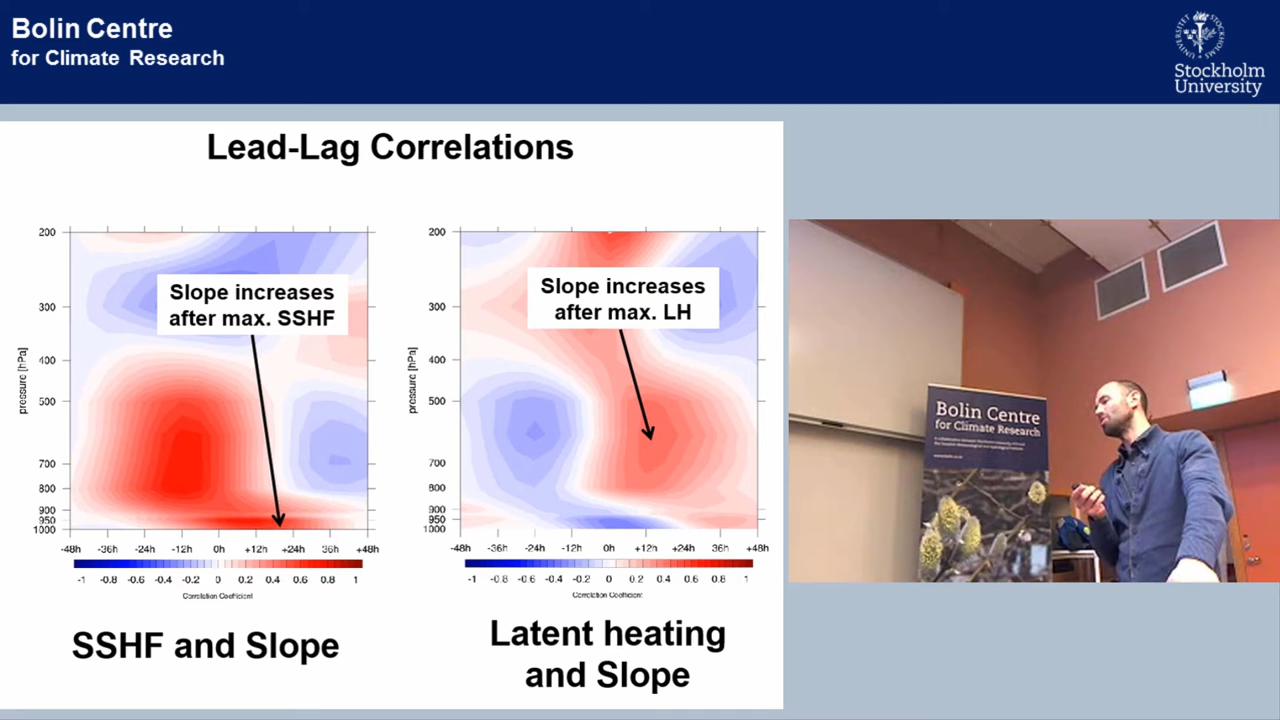 Bolin Centre
for Climate Research
Stockholm
University
Lead-Lag Correlations
200
300
400
500
700
800
900
950
1000
pressure [hPa]
Slope increases
after max. SSHF
-48h -36h -24h -12h 0h +12h +24h 36h +48h
-1 -0.8 -0.6 -0.4 -0.2 0 0.2 0.4 0.6 0.8 1
Correlation Coefficient
SSHF and Slope
200
300
400
500
700
800
900
950
1000
pressure [hPa]
Slope increases
after max. LH
-48h -36h -24h -12h 0h +12h +24h 36h +48h
-1 -0.8 -0.6 -0.4 -0.2 0 0.2 0.4 0.6 0.8 1
Correlation Coefficient
Latent heating
and Slope
Bolin Centre
for Climate Research